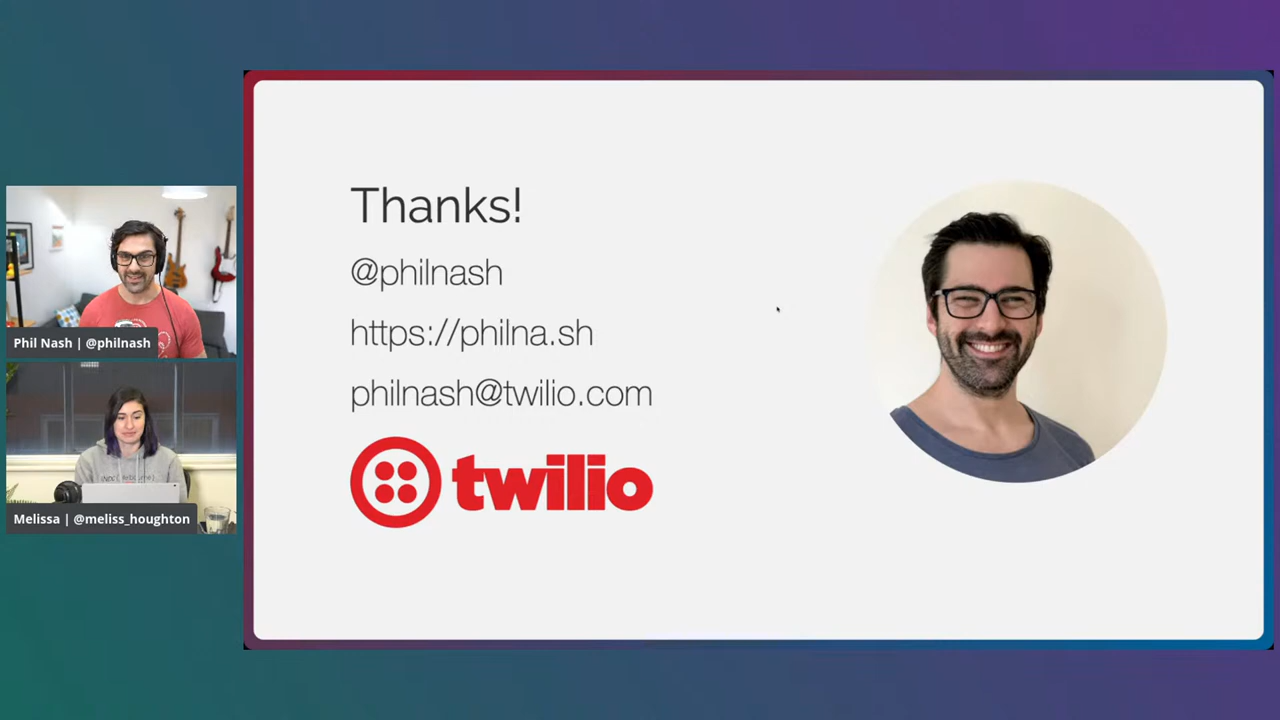 Thanks!
@philnash
https://philna.sh
philnash@twilio.com
twilio
Phil Nash | @philnash
Melissa | @meliss_houghton